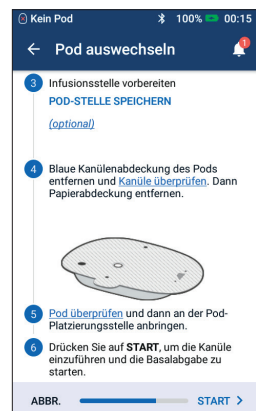 Kein Pod 100% 00:15
Pod auswechseln 1
3 Infusionsstelle vorbereiten
POD-STELLE SPEICHERN
(optional)
4 Blaue Kanülenabdeckung des Pods
entfernen und Kanüle überprüfen. Dann
Papierabdeckung entfernen.
5 Pod überprüfen und dann an der Pod-
Platzierungsstelle anbringen.
6 Drücken Sie auf START, um die Kanüle
einzuführen und die Basalabgabe zu
starten.
ABBR. START >